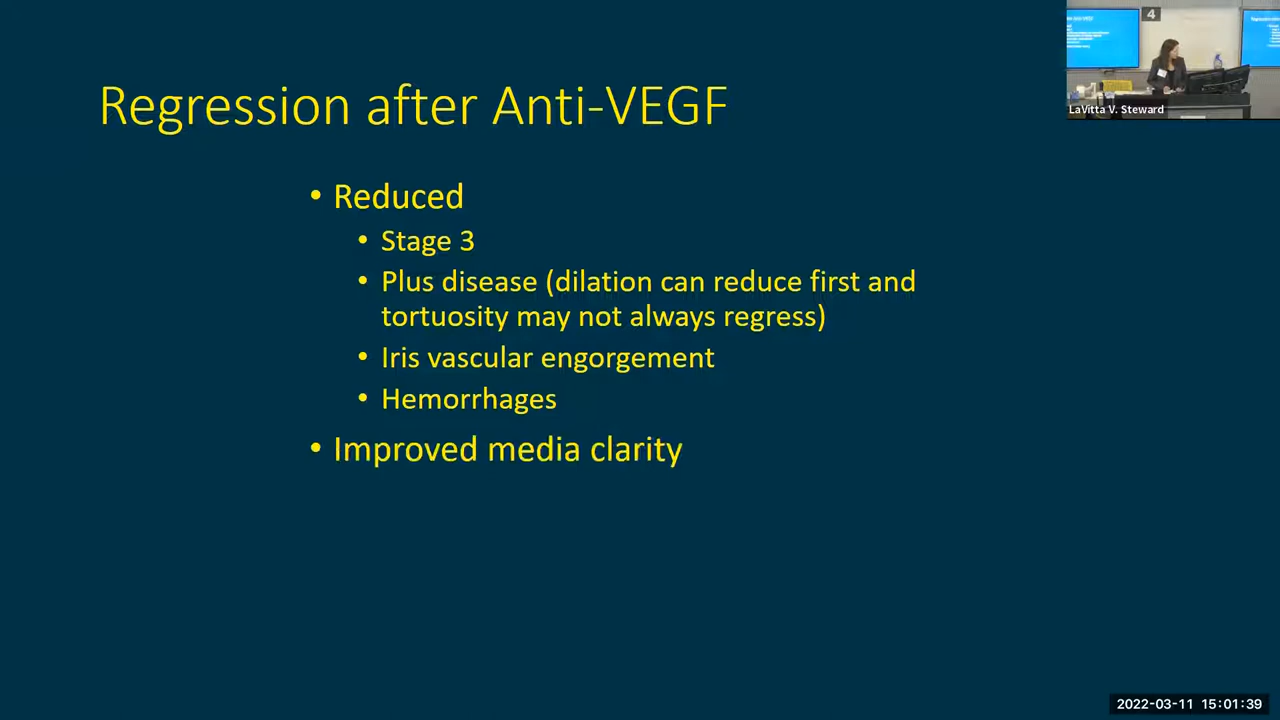 4
LaVitta V. Steward
Regression after Anti-VEGF
• Reduced
• Stage 3
• Plus disease (dilation can reduce first and
tortuosity may not always regress)
• Iris vascular engorgement
• Hemorrhages
• Improved media clarity
2022-03-11 15:01:39